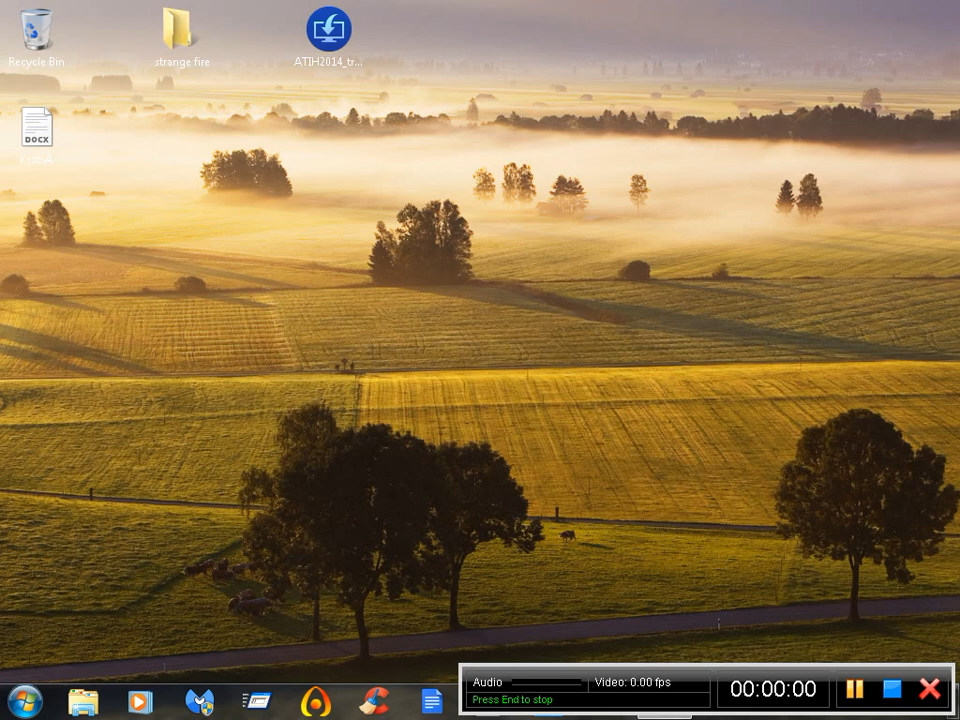 Recycle Bin
strange fire
ATIH2014_tr...
DOCX
Audio
Video: 0.00 fps
Press End to stop
00:00:00